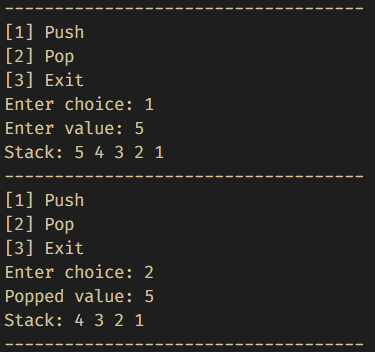 ------------------------------------
[1] Push
[2] Pop
[3] Exit
Enter choice: 1
Enter value: 5
Stack: 5 4 3 2 1
------------------------------------
[1] Push
[2] Pop
[3] Exit
Enter choice: 2
Popped value: 5
Stack: 4 3 2 1
------------------------------------